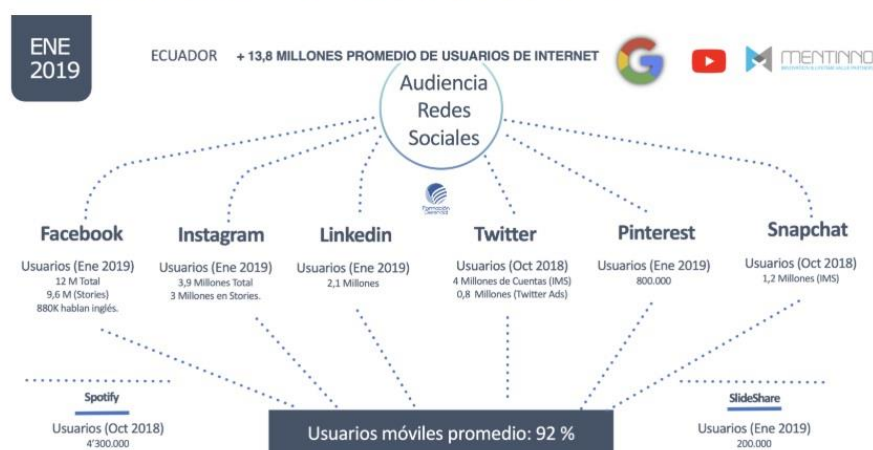 ENE
2019
ECUADOR + 13,8 MILLONES PROMEDIO DE USUARIOS DE INTERNET
MENTINNO
Audiencia
Redes
Sociales
Facebook
Usuarios (Ene 2019)
12 M Total
9,6 M (Stories)
880K hablan inglés.
Instagram
Usuarios (Ene 2019)
3,9 Millones Total
3 Millones en Stories.
Linkedin
Usuarios (Ene 2019)
2,1 Millones
Twitter
Usuarios (Oct 2018)
4 Millones de Cuentas (IMS)
0,8 Millones (Twitter Ads)
Pinterest
Usuarios (Ene 2019)
800.000
Snapchat
Usuarios (Oct 2018)
1,2 Millones (IMS)
Spotify
Usuarios (Oct 2018)
4'300.000
Usuarios móviles promedio: 92 %
SlideShare
Usuarios (Ene 2019)
200.000